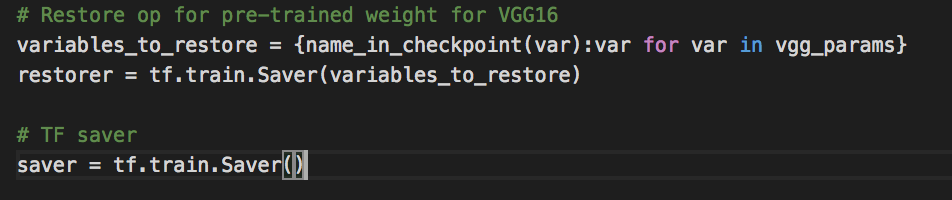 # Restore op for pre-trained weight for VGG16
variables_to_restore = {name_in_checkpoint(var):var for var in vgg_params}
restorer = tf.train.Saver(variables_to_restore)
# TF saver
saver = tf.train.Saver()